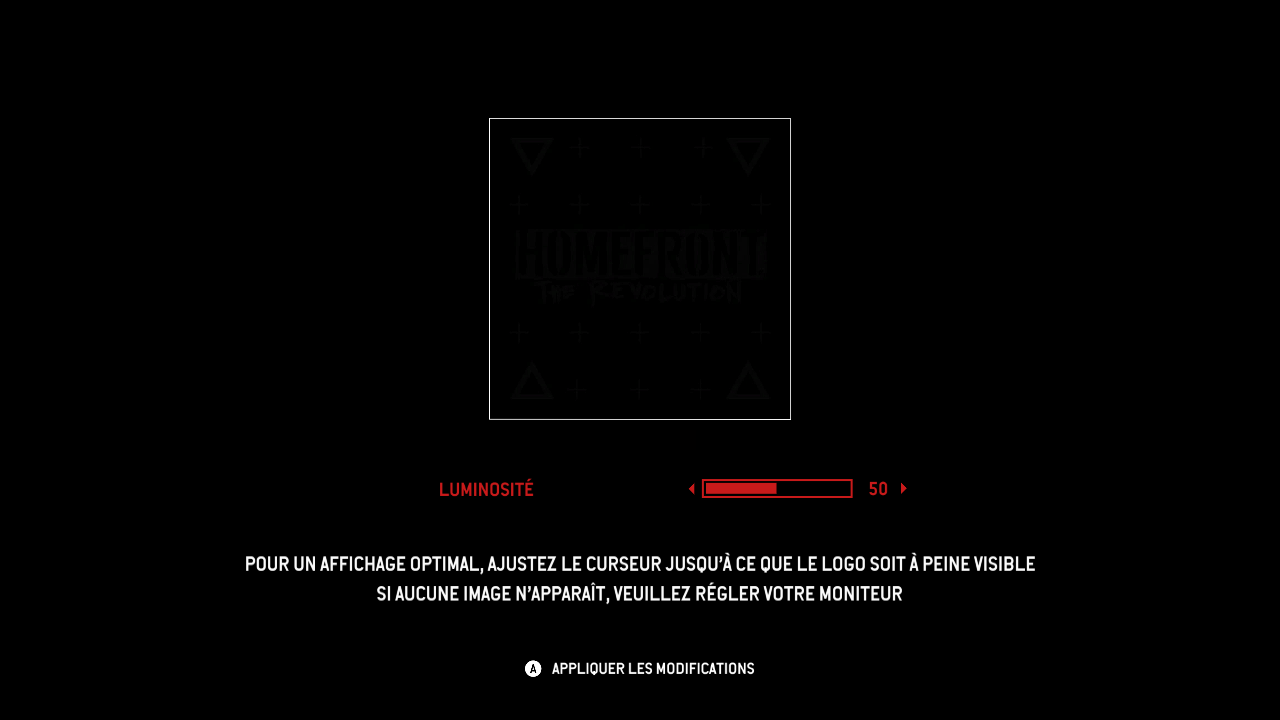 HOMEFRONT
THE REVOLUTION
LUMINOSITÉ 50
POUR UN AFFICHAGE OPTIMAL, AJUSTEZ LE CURSEUR JUSQU'À CE QUE LE LOGO SOIT À PEINE VISIBLE
SI AUCUNE IMAGE N'APPARAÎT, VEUILLEZ RÉGLER VOTRE MONITEUR
A APPLIQUER LES MODIFICATIONS